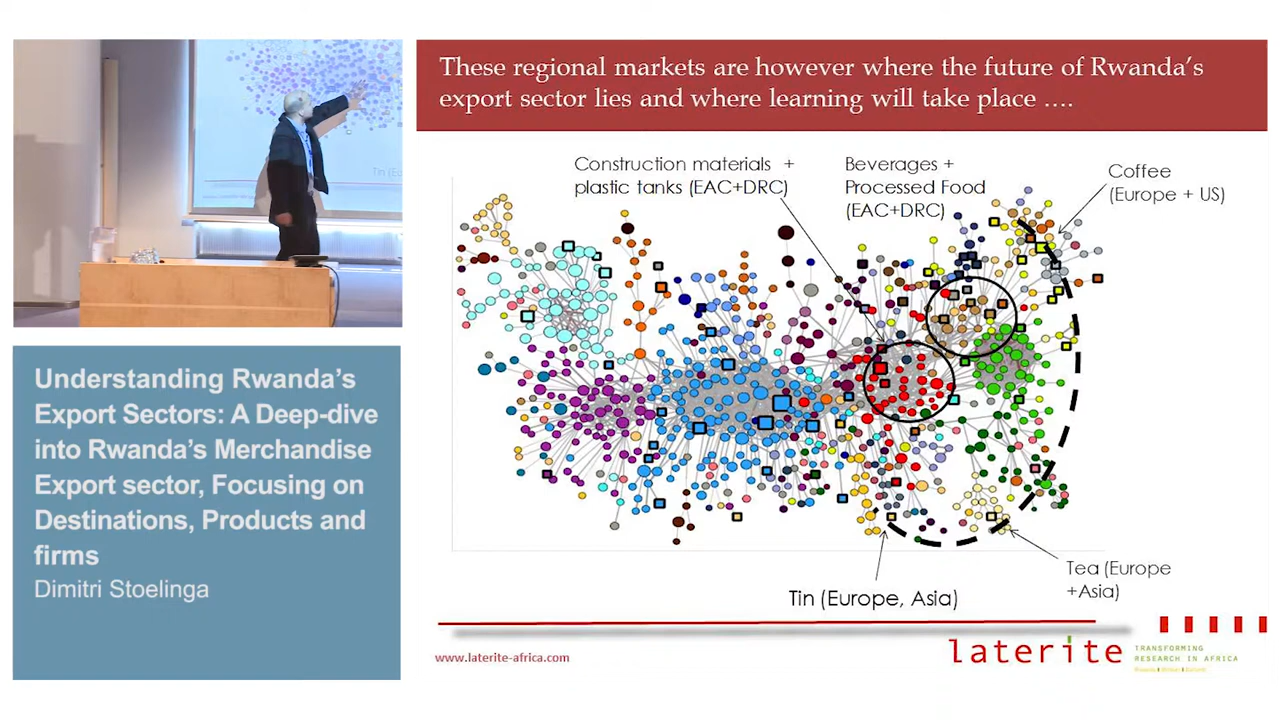 These regional markets are however where the future of Rwanda's
export sector lies and where learning will take place ....
Construction materials +
plastic tanks (EAC+DRC)
Beverages +
Processed Food
(EAC+DRC)
Coffee
(Europe + US)
Tea (Europe
+Asia)
Tin (Europe, Asia)
www.laterite-africa.com
laterite
TRANSFORMING
RESEARCH IN AFRICA
Understanding Rwanda's
Export Sectors: A Deep-dive
into Rwanda's Merchandise
Export sector, Focusing on
Destinations, Products and
firms
Dimitri Stoelinga